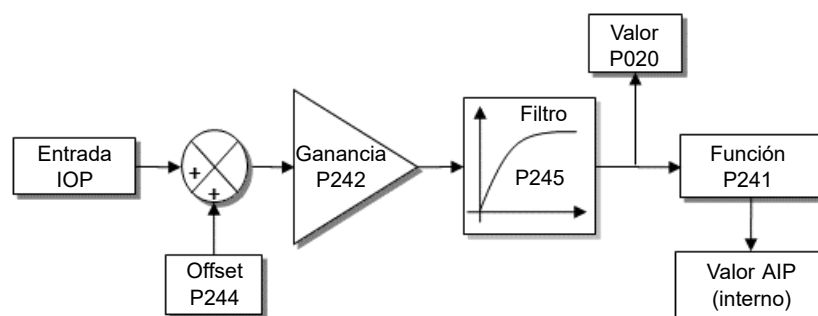 Valor
P020
Filtro
Entrada
IOP
+
+
Ganancia
P242
P245
Función
P241
Offset
P244
Valor AIP
(interno)